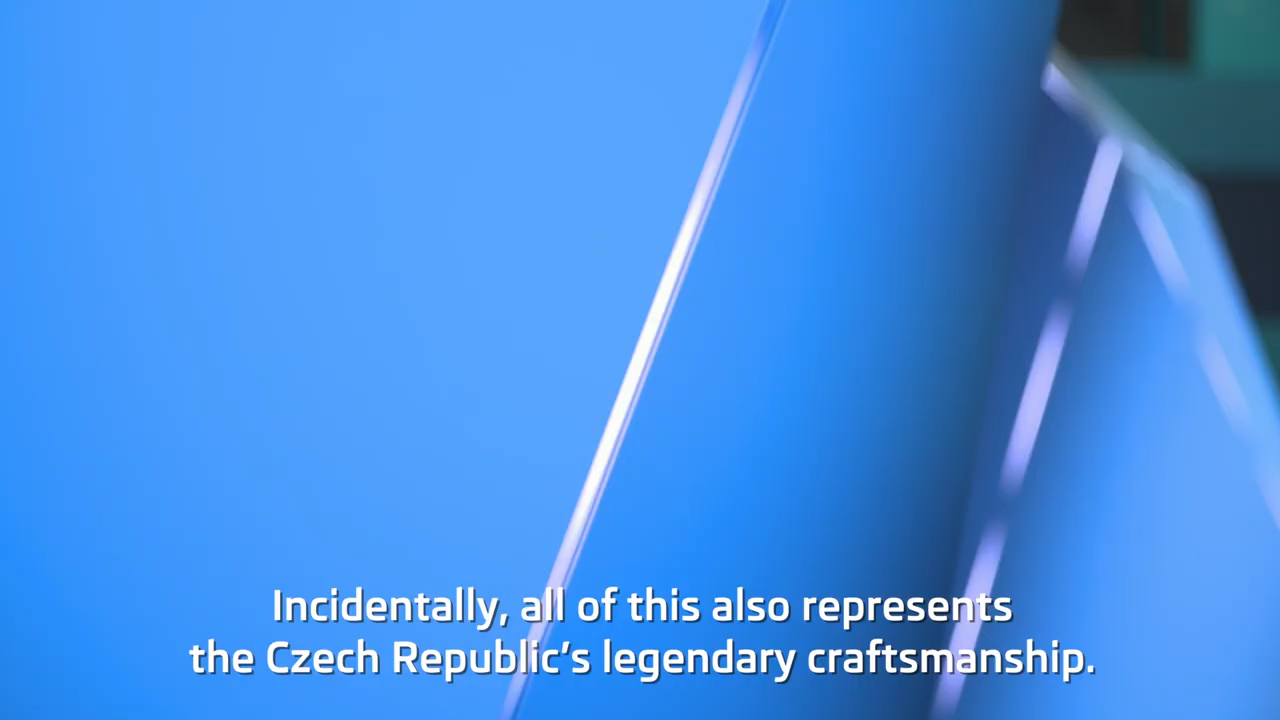 Incidentally, all of this also represents
the Czech Republic’s legendary craftsmanship.